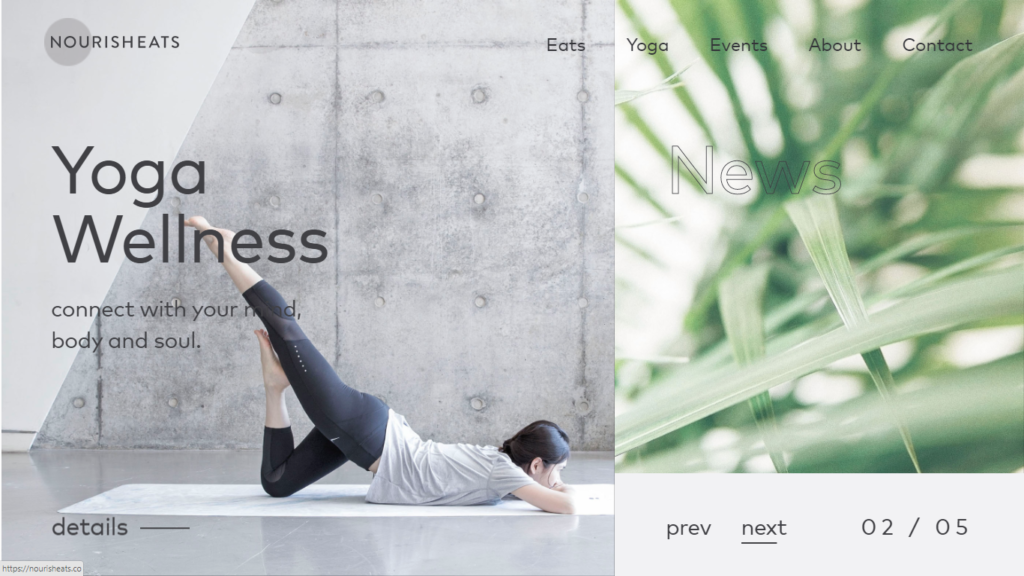 NOURISHEATS
Eats
Yoga
Events
About
Contact
Yoga
Wellness
connect with your mind,
body and soul.
News
details
prev
next
02 / 05
https://nourisheats.co